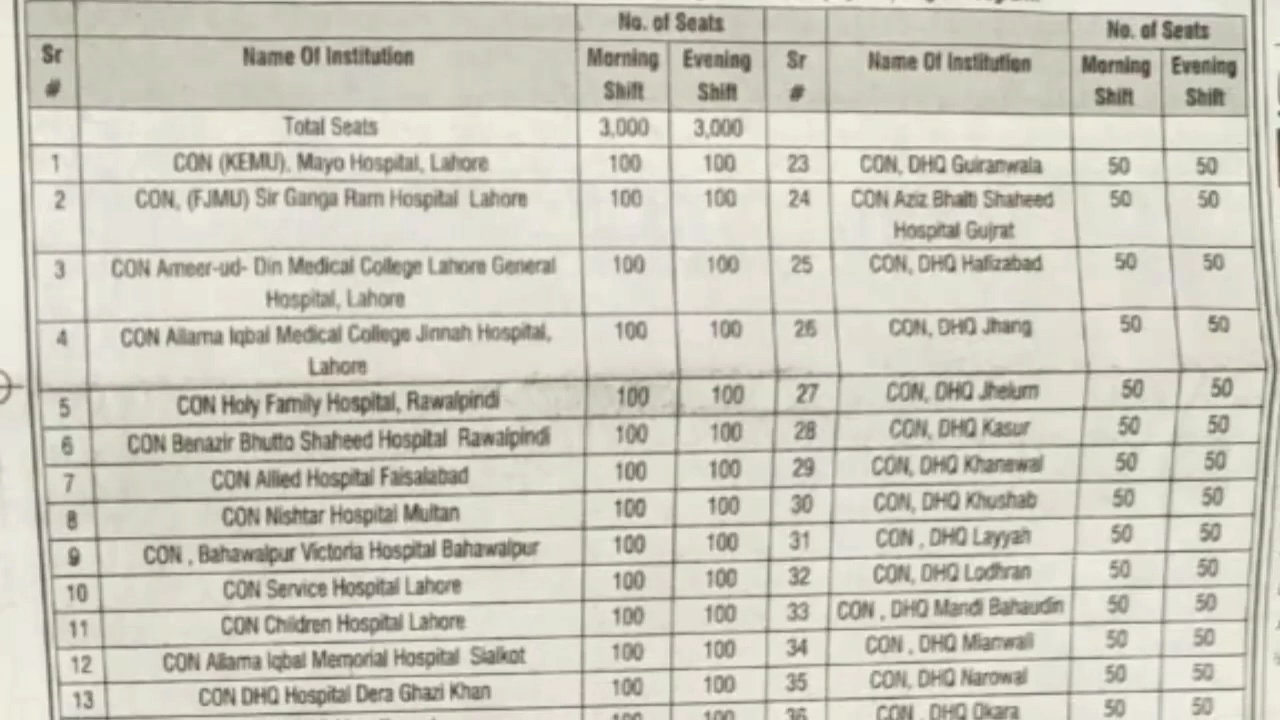 No. of Seats No. of Seats
Sr Name Of Institution Morning Evening Sr Name Of Institution Morning Evening
# Shift Shift # Shift Shift
Total Seats 3,000 3,000
1 CON (KEMU), Mayo Hospital, Lahore 100 100 23 CON, DHQ Gujranwala 50 50
2 CON, (FJMU) Sir Ganga Ram Hospital Lahore 100 100 24 CON Aziz Bhatti Shaheed 50 50
Hospital Gujrat
3 CON Ameer-ud- Din Medical College Lahore General 100 100 25 CON, DHQ Hafizabad 50 50
Hospital, Lahore
4 CON Allama Iqbal Medical College Jinnah Hospital, 100 100 26 CON, DHQ Jhang 50 50
Lahore
5 CON Holy Family Hospital, Rawalpindi 100 100 27 CON, DHQ Jhelum 50 50
6 CON Benazir Bhutto Shaheed Hospital Rawalpindi 100 100 28 CON, DHQ Kasur 50 50
7 CON Allied Hospital Faisalabad 100 100 29 CON, DHQ Khanewal 50 50
8 CON Nishtar Hospital Multan 100 100 30 CON, DHQ Khushab 50 50
9 CON , Bahawalpur Victoria Hospital Bahawalpur 100 100 31 CON , DHQ Layyah 50 50
10 CON Service Hospital Lahore 100 100 32 CON, DHQ Lodhran 50 50
11 CON Children Hospital Lahore 100 100 33 CON , DHQ Mandi Bahaudin 50 50
12 CON Allama Iqbal Memorial Hospital Sialkot 100 100 34 CON , DHQ Mianwali 50 50
13 CON DHQ Hospital Dera Ghazi Khan 100 100 35 CON, DHQ Narowal 50 50
100 100 36 CON , DHQ Okara 50 50